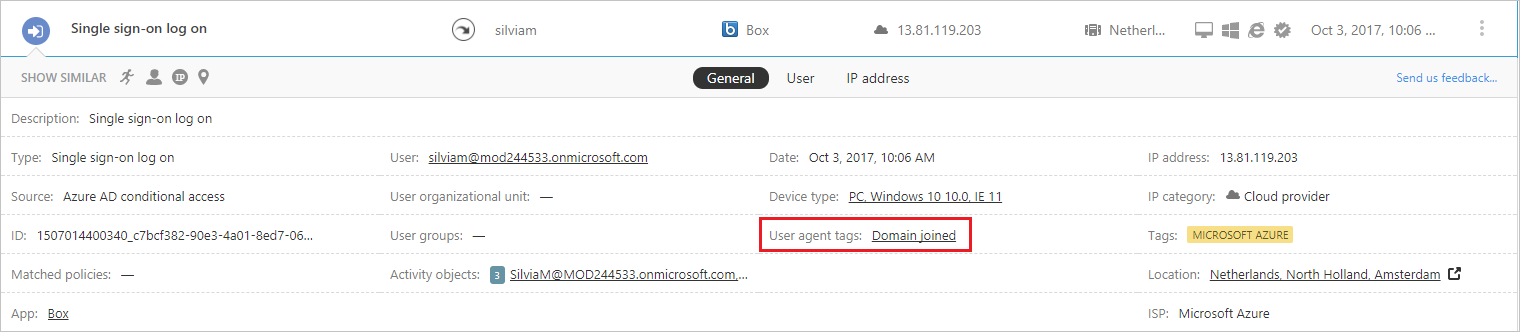 Single sign-on log on silviam Box 13.81.119.203 Netherl... Oct 3, 2017, 10:06 ...
SHOW SIMILAR IP General User IP address Send us feedback...
Description: Single sign-on log on
Type: Single sign-on log on User: silviam@mod244533.onmicrosoft.com Date: Oct 3, 2017, 10:06 AM IP address: 13.81.119.203
Source: Azure AD conditional access User organizational unit: — Device type: PC, Windows 10 10.0, IE 11 IP category: Cloud provider
ID: 1507014400340_c7bcf382-90e3-4a01-8ed7-06... User groups: — User agent tags: Domain joined Tags: MICROSOFT AZURE
Matched policies: — Activity objects: 3 SilviaM@MOD244533.onmicrosoft.com,... Location: Netherlands, North Holland, Amsterdam
App: Box ISP: Microsoft Azure